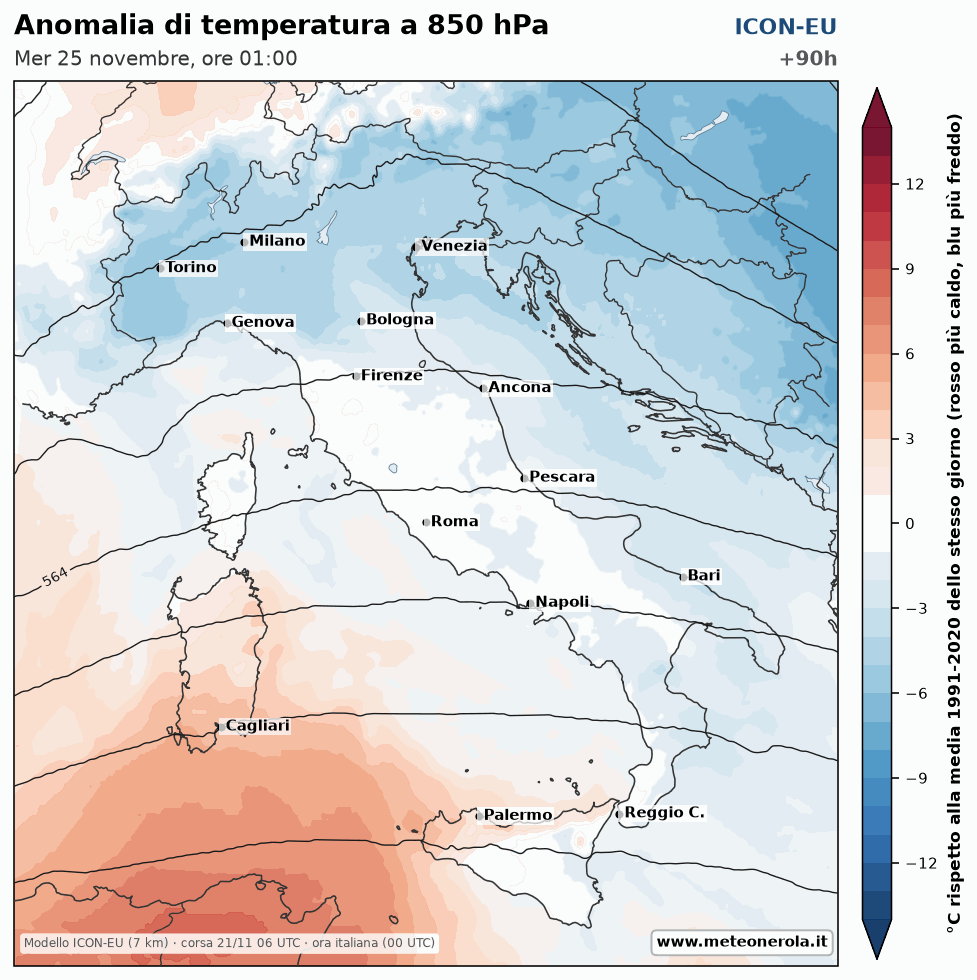 Anomalia di temperatura a 850 hPa
ICON-EU
Mer 25 novembre, ore 01:00
+90h
Milano
Venezia
Torino
Genova
Bologna
Firenze
Ancona
Pescara
Roma
564
Bari
Napoli
Cagliari
Palermo
Reggio C.
Modello ICON-EU (7 km) · corsa 21/11 06 UTC · ora italiana (00 UTC)
www.meteonerola.it
12
9
6
3
0
−3
−6
−9
−12
°C rispetto alla media 1991-2020 dello stesso giorno (rosso più caldo, blu più freddo)